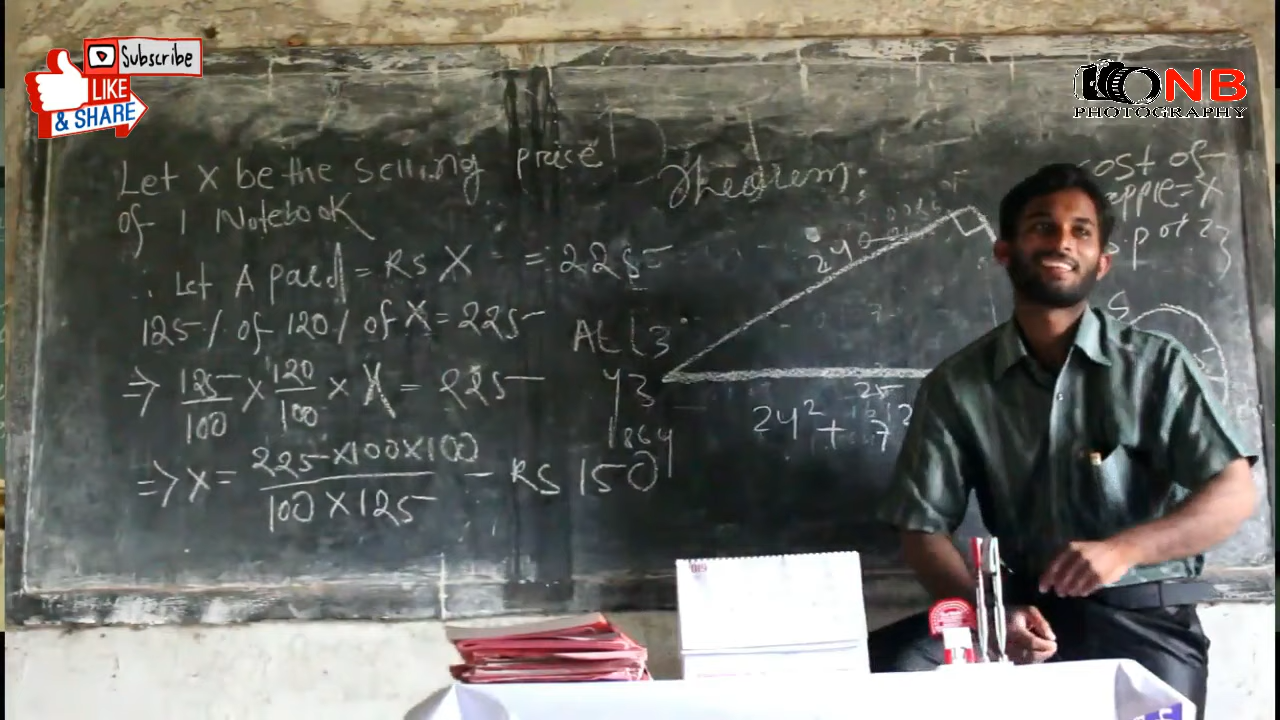 Subscribe
LIKE
& SHARE
NB
PHOTOGRAPHY
Let X be the Selling price
of 1 Notebook
∴ Let A paid = Rs X = 225
125% of 120% of X = 225
⇒ 125/100 × 120/100 × X = 225
⇒ X = 225×100×100 / 100×125 = RS 150
Theorem:
24
25
24² + 7²
cost of
apple = X